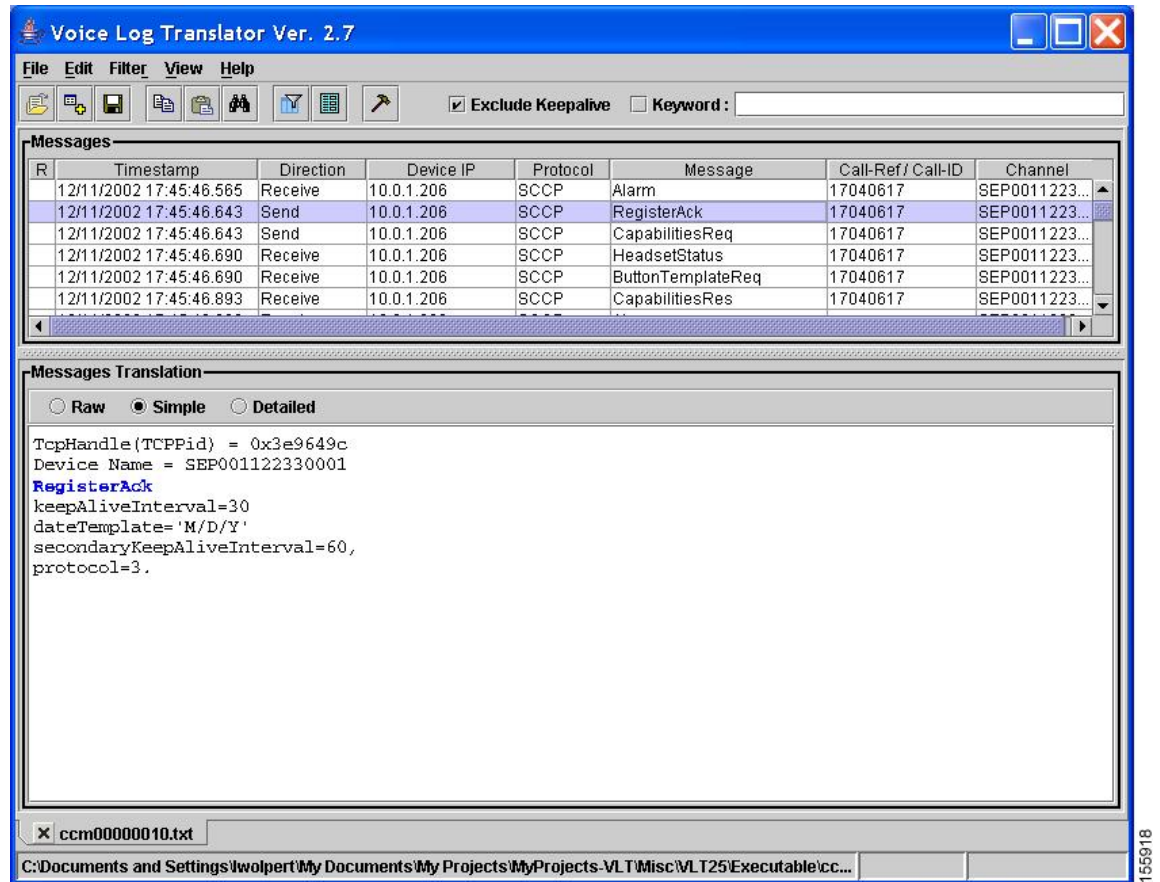 Voice Log Translator Ver. 2.7
File Edit Filter View Help
Exclude Keepalive Keyword :
Messages
R Timestamp Direction Device IP Protocol Message Call-Ref / Call-ID Channel
12/11/2002 17:45:46.565 Receive 10.0.1.206 SCCP Alarm 17040617 SEP0011223...
12/11/2002 17:45:46.643 Send 10.0.1.206 SCCP RegisterAck 17040617 SEP0011223...
12/11/2002 17:45:46.643 Send 10.0.1.206 SCCP CapabilitiesReq 17040617 SEP0011223...
12/11/2002 17:45:46.690 Receive 10.0.1.206 SCCP HeadsetStatus 17040617 SEP0011223...
12/11/2002 17:45:46.690 Receive 10.0.1.206 SCCP ButtonTemplateReq 17040617 SEP0011223...
12/11/2002 17:45:46.893 Receive 10.0.1.206 SCCP CapabilitiesRes 17040617 SEP0011223...
Messages Translation
Raw Simple Detailed
TcpHandle(TCPPid) = 0x3e9649c
Device Name = SEP001122330001
RegisterAck
keepAliveInterval=30
dateTemplate='M/D/Y'
secondaryKeepAliveInterval=60,
protocol=3.
ccm00000010.txt
C:\Documents and Settings\lwolpert\My Documents\My Projects\MyProjects-VLT\Misc\VLT25\Executable\cc...
155918